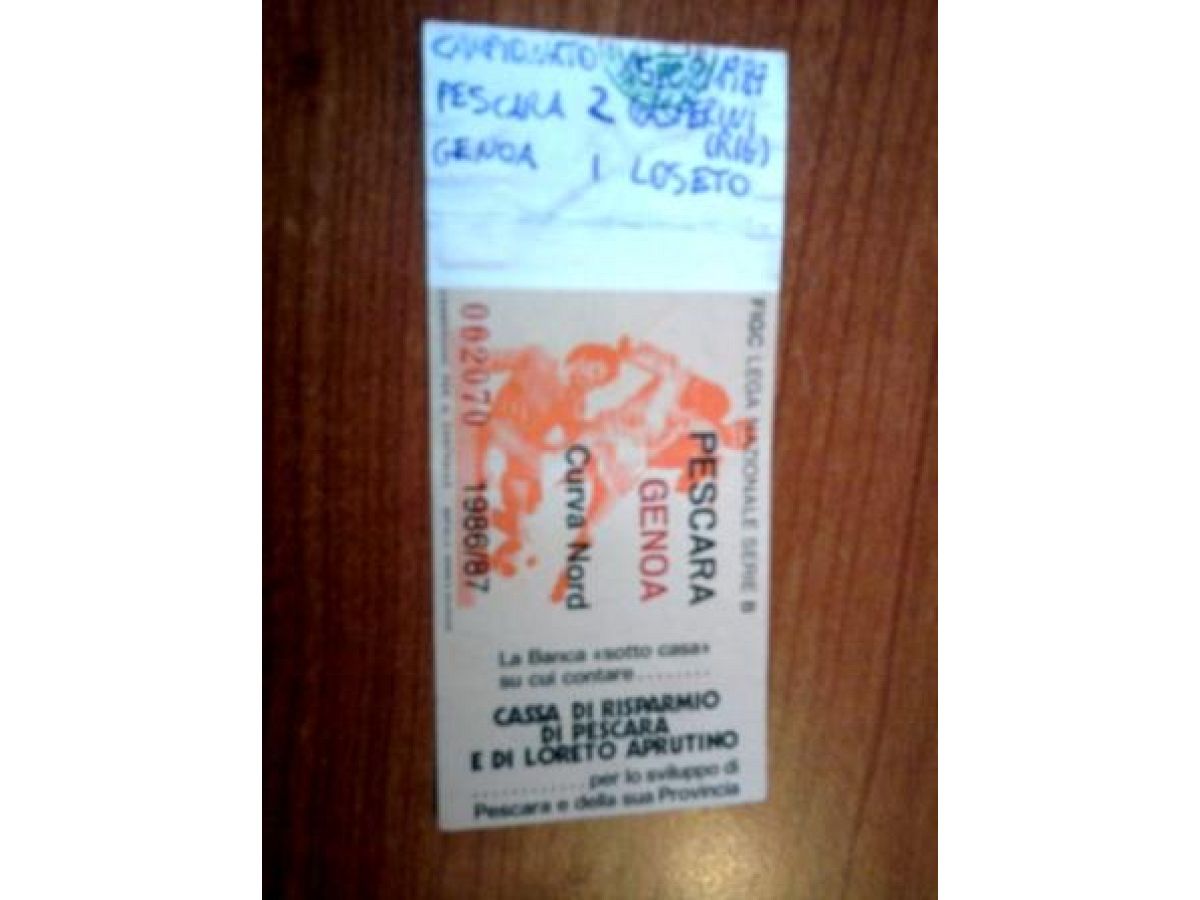 CAMPIONATO
PESCARA 2 GASPERINI
(RIG)
GENOA 1 LOSETO
FIGC LEGA NAZIONALE SERIE B
PESCARA
GENOA
Curva Nord
002070 1986/87
La Banca «sotto casa»
su cui contare........
CASSA DI RISPARMIO
DI PESCARA
E DI LORETO APRUTINO
............ per lo sviluppo di
Pescara e della sua Provincia